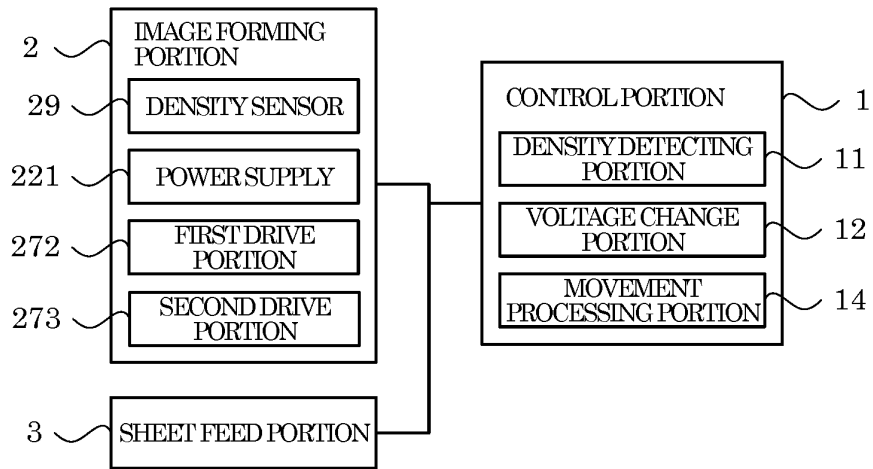 2
IMAGE FORMING
PORTION
29
DENSITY SENSOR
221
POWER SUPPLY
272
FIRST DRIVE
PORTION
273
SECOND DRIVE
PORTION
3
SHEET FEED PORTION
CONTROL PORTION
1
DENSITY DETECTING
PORTION
11
VOLTAGE CHANGE
PORTION
12
MOVEMENT
PROCESSING PORTION
14